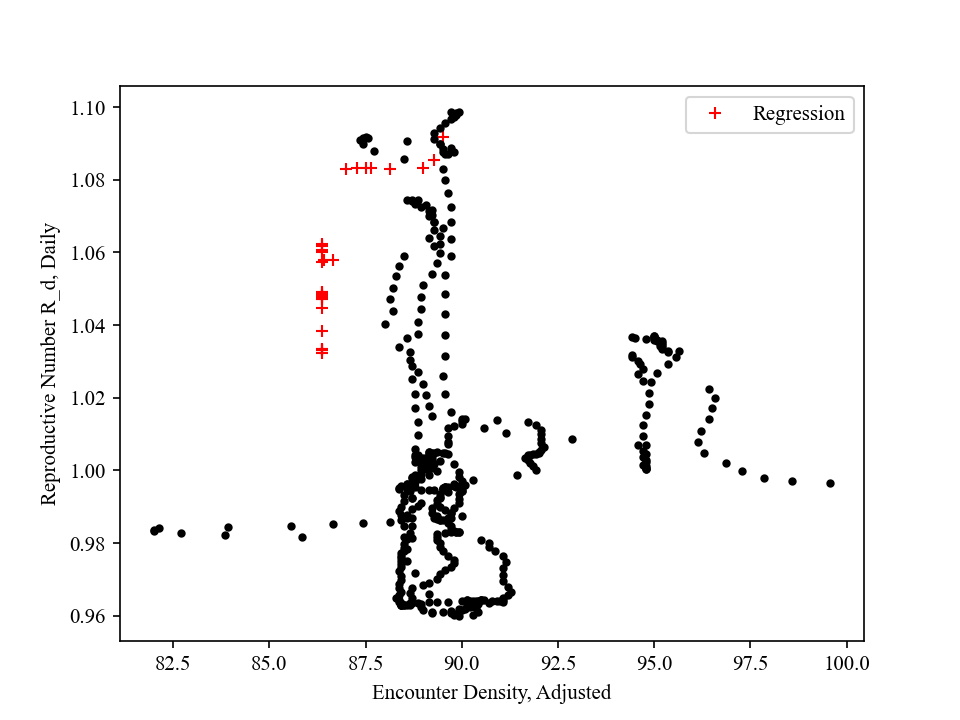 Regression
1.10
1.08
1.06
1.04
1.02
1.00
0.98
0.96
Reproductive Number R_d, Daily
82.5 85.0 87.5 90.0 92.5 95.0 97.5 100.0
Encounter Density, Adjusted